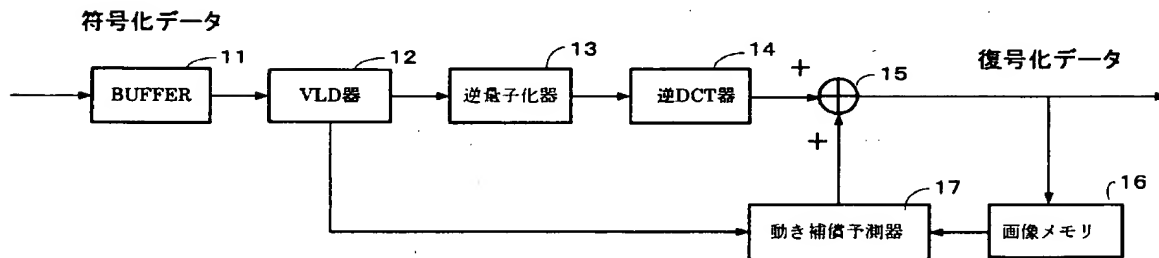 符号化データ
11
12
13
14
15
復号化データ
BUFFER
VLD器
逆量子化器
逆DCT器
+
+
17
16
動き補償予測器
画像メモリ